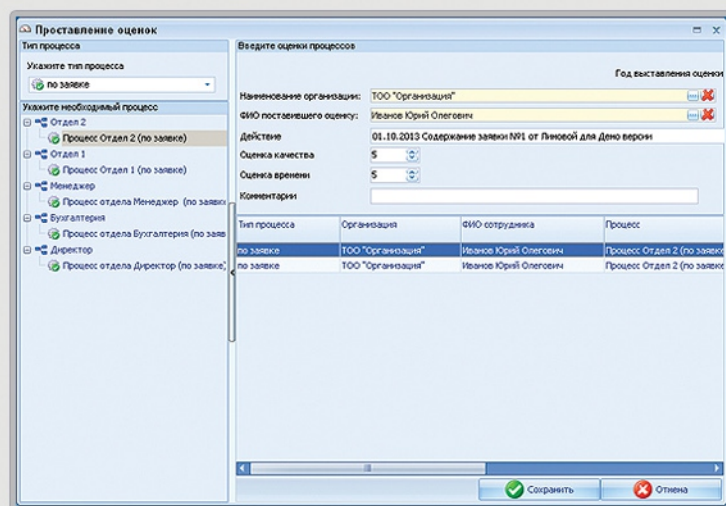 Проставление оценок
Тип процесса
Укажите тип процесса
по заявке
Укажите необходимый процесс
Отдел 2
Процесс Отдел 2 (по заявке)
Отдел 1
Процесс Отдел 1 (по заявке)
Менеджер
Процесс отдела Менеджер (по заявк
Бухгалтерия
Процесс отдела Бухгалтерия (по заяв
Директор
Процесс отдела Директор (по заявке)
Введите оценки процессов
Год выставления оценки
Наименование организации: ТОО "Организация"
ФИО поставившего оценку: Иванов Юрий Олегович
Действие 01.10.2013 Содержание заявки №1 от Линовой для Демо версии
Оценка качества 5
Оценка времени 5
Комментарии
Тип процесса Организация ФИО сотрудника Процесс
по заявке ТОО "Организация" Иванов Юрий Олегович Процесс Отдел 2 (по заявке
по заявке ТОО "Организация" Иванов Юрий Олегович Процесс Отдел 2 (по заявке
Сохранить Отмена